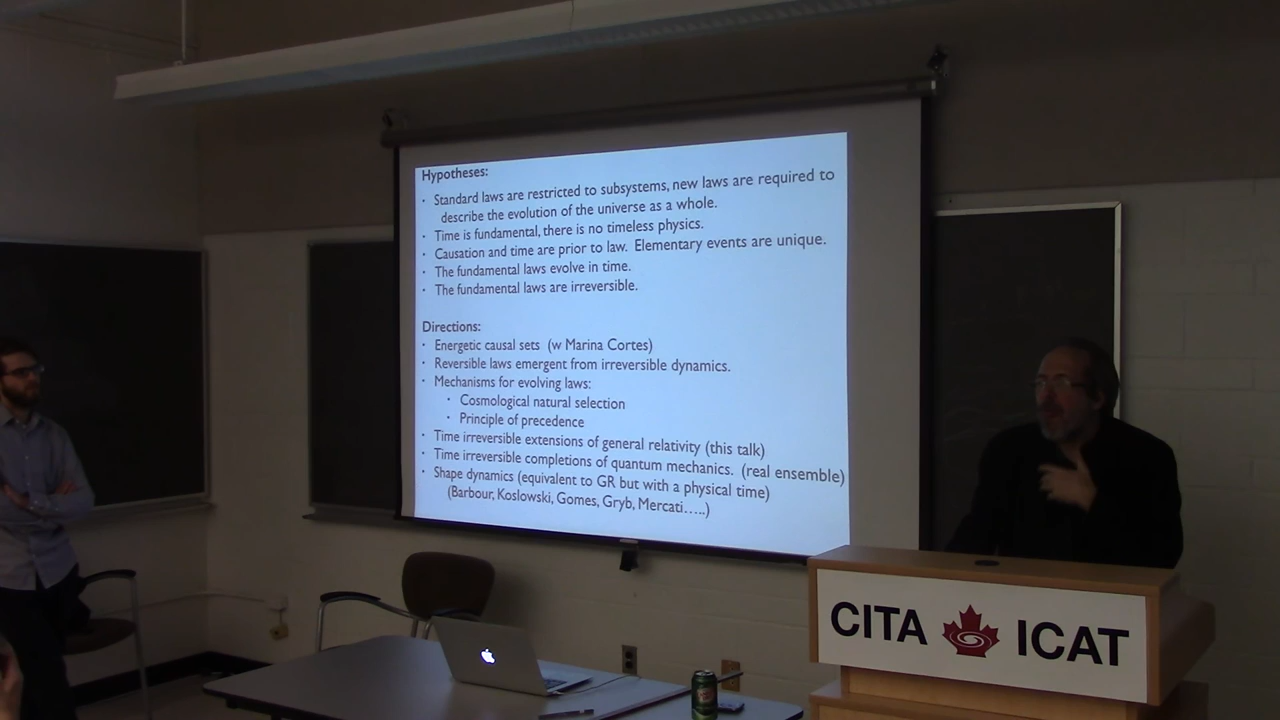 Hypotheses:
· Standard laws are restricted to subsystems, new laws are required to
describe the evolution of the universe as a whole.
· Time is fundamental, there is no timeless physics.
· Causation and time are prior to law. Elementary events are unique.
· The fundamental laws evolve in time.
· The fundamental laws are irreversible.
Directions:
· Energetic causal sets (w Marina Cortes)
· Reversible laws emergent from irreversible dynamics.
· Mechanisms for evolving laws:
· Cosmological natural selection
· Principle of precedence
· Time irreversible extensions of general relativity (this talk)
· Time irreversible completions of quantum mechanics. (real ensemble)
· Shape dynamics (equivalent to GR but with a physical time)
(Barbour, Koslowski, Gomes, Gryb, Mercati.....)
CITA ICAT